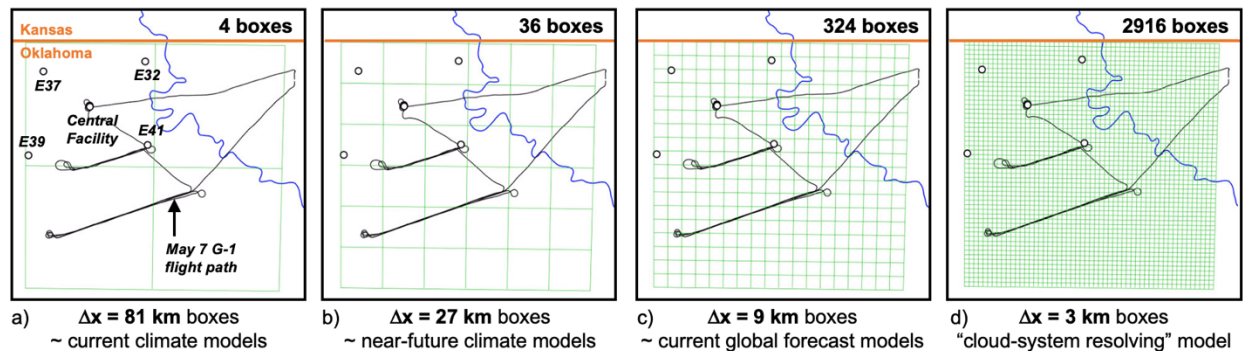 Kansas
4 boxes
Oklahoma
E37
E32
Central
Facility
E41
E39
May 7 G-1
flight path
36 boxes
324 boxes
2916 boxes
a) Δx = 81 km boxes
~ current climate models
b) Δx = 27 km boxes
~ near-future climate models
c) Δx = 9 km boxes
~ current global forecast models
d) Δx = 3 km boxes
“cloud-system resolving” model